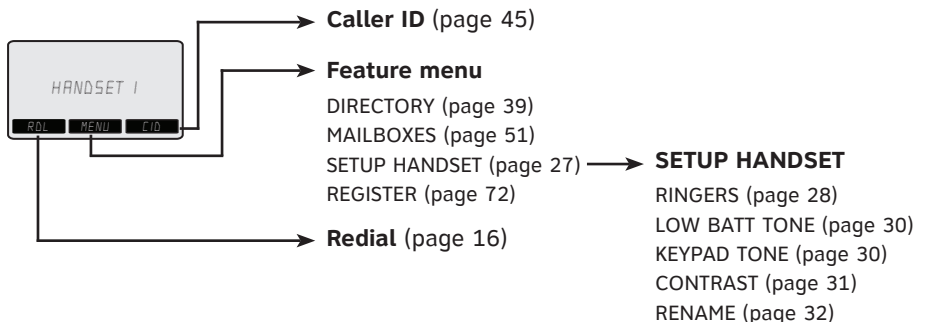 HANDSET 1
RDL MENU CID
Caller ID (page 45)
Feature menu
DIRECTORY (page 39)
MAILBOXES (page 51)
SETUP HANDSET (page 27)
REGISTER (page 72)
Redial (page 16)
SETUP HANDSET
RINGERS (page 28)
LOW BATT TONE (page 30)
KEYPAD TONE (page 30)
CONTRAST (page 31)
RENAME (page 32)